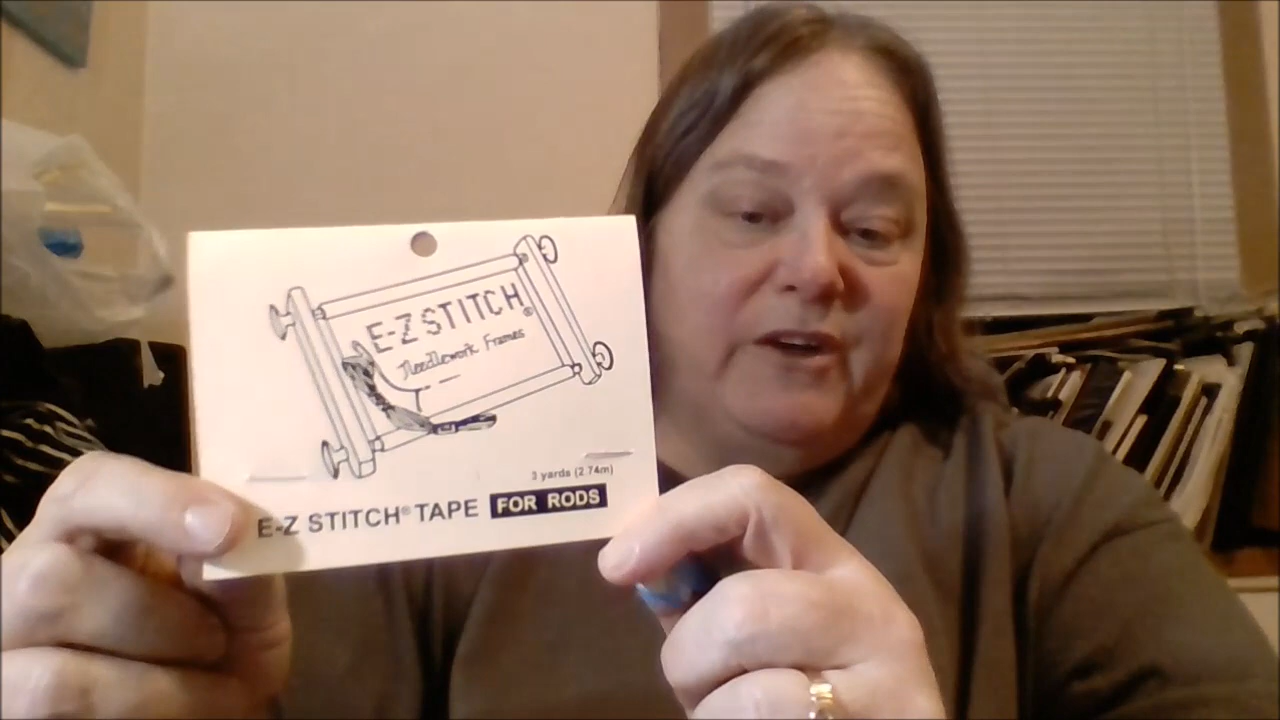 E-Z STITCH®
Needlework Frames
3 yards (2.74m)
E-Z STITCH® TAPE FOR RODS